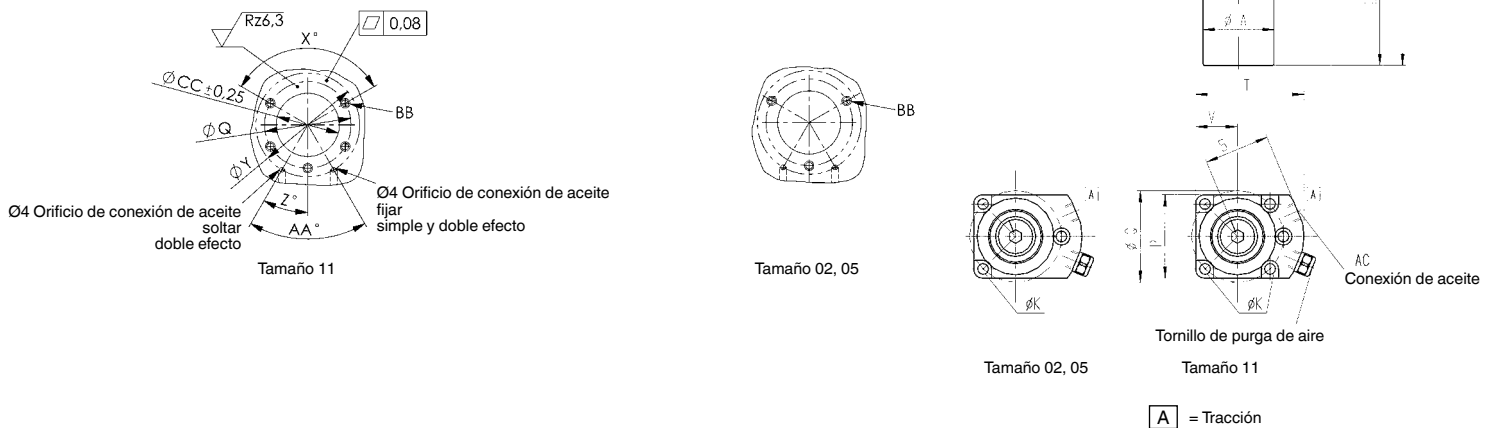 Rz6,3
0,08
X°
ØCC±0,25
ØQ
ØY
BB
Z°
AA°
Ø4 Orificio de conexión de aceite
soltar
doble efecto
Ø4 Orificio de conexión de aceite
fijar
simple y doble efecto
Tamaño 11
BB
Tamaño 02, 05
Ø A
T
V
S
Ø G
P
ØK
ØK
AC
Conexión de aceite
Tornillo de purga de aire
Tamaño 02, 05
Tamaño 11
A = Tracción